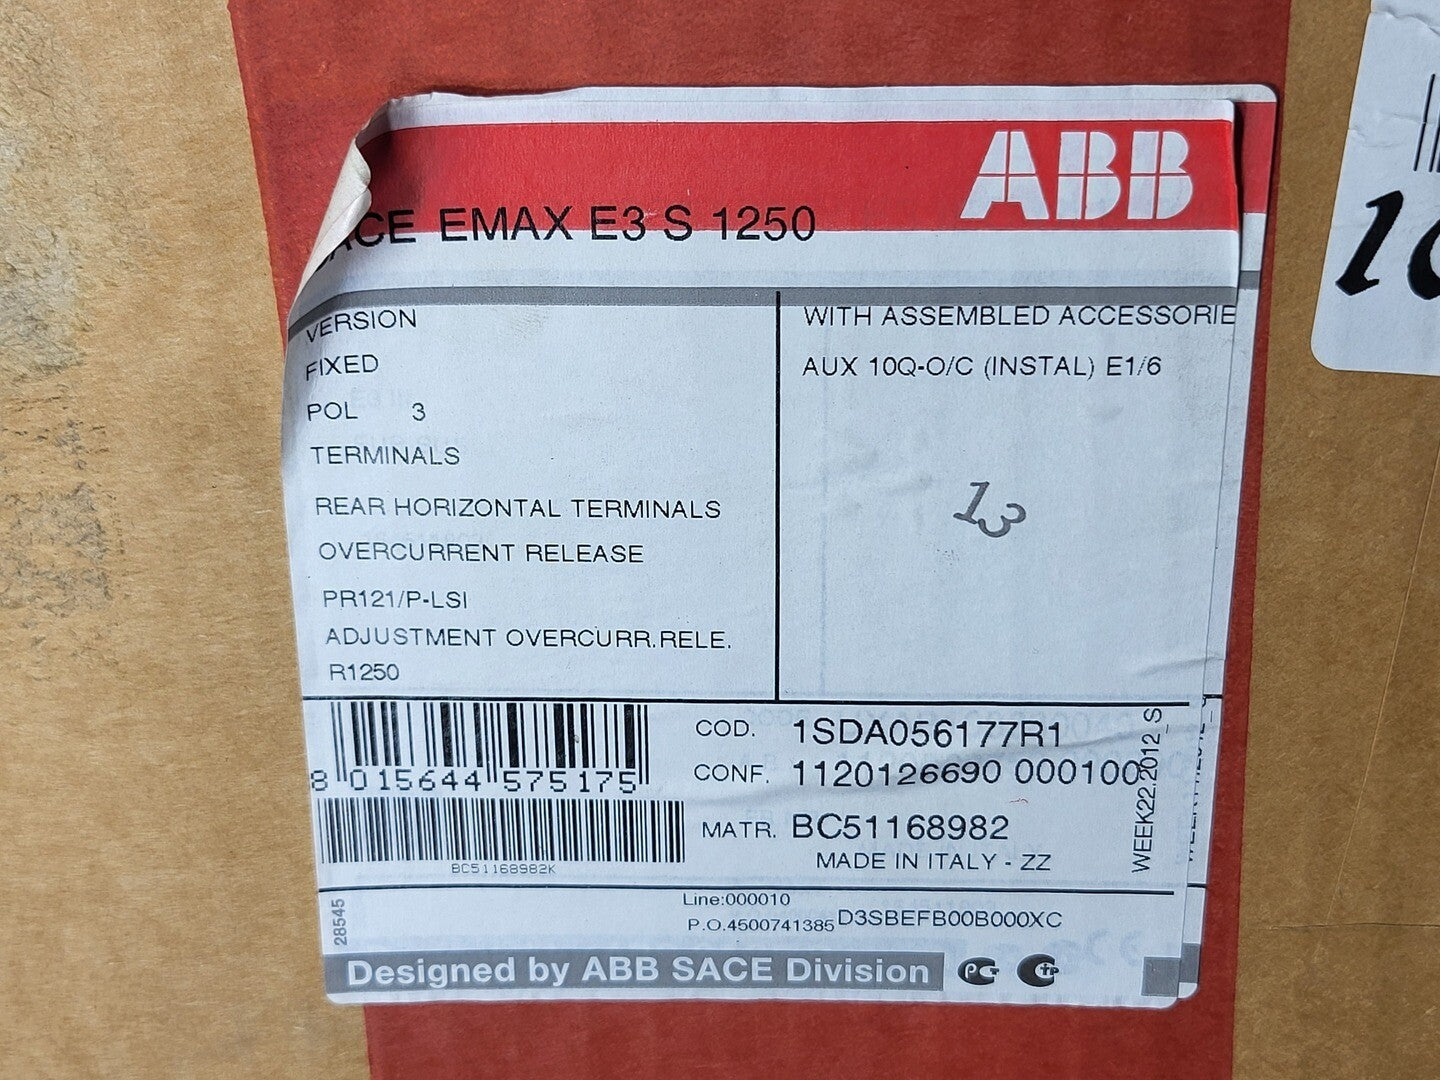 ABB
ACE EMAX E3 S 1250
VERSION
FIXED
POL 3
TERMINALS
REAR HORIZONTAL TERMINALS
OVERCURRENT RELEASE
PR121/P-LSI
ADJUSTMENT OVERCURR.RELE.
R1250
WITH ASSEMBLED ACCESSORIE
AUX 10Q-O/C (INSTAL) E1/6
13
8 015644 575175
BC51168982K
COD. 1SDA056177R1
CONF. 1120126690 000100
MATR. BC51168982
MADE IN ITALY - ZZ
WEEK22.2012_S
28545
Line:000010
P.O.4500741385 D3SBEFB00B000XC
Designed by ABB SACE Division